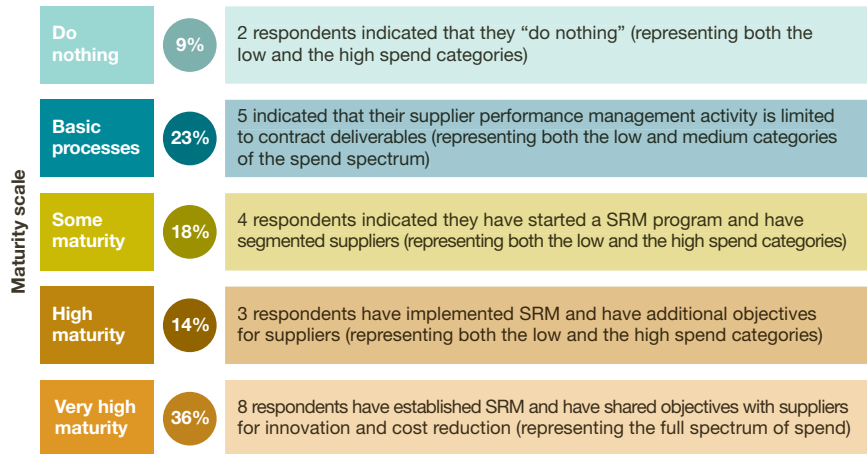 Maturity scale
Do
nothing
9%
2 respondents indicated that they “do nothing” (representing both the
low and the high spend categories)
Basic
processes
23%
5 indicated that their supplier performance management activity is limited
to contract deliverables (representing both the low and medium categories
of the spend spectrum)
Some
maturity
18%
4 respondents indicated they have started a SRM program and have
segmented suppliers (representing both the low and the high spend categories)
High
maturity
14%
3 respondents have implemented SRM and have additional objectives
for suppliers (representing both the low and the high spend categories)
Very high
maturity
36%
8 respondents have established SRM and have shared objectives with suppliers
for innovation and cost reduction (representing the full spectrum of spend)